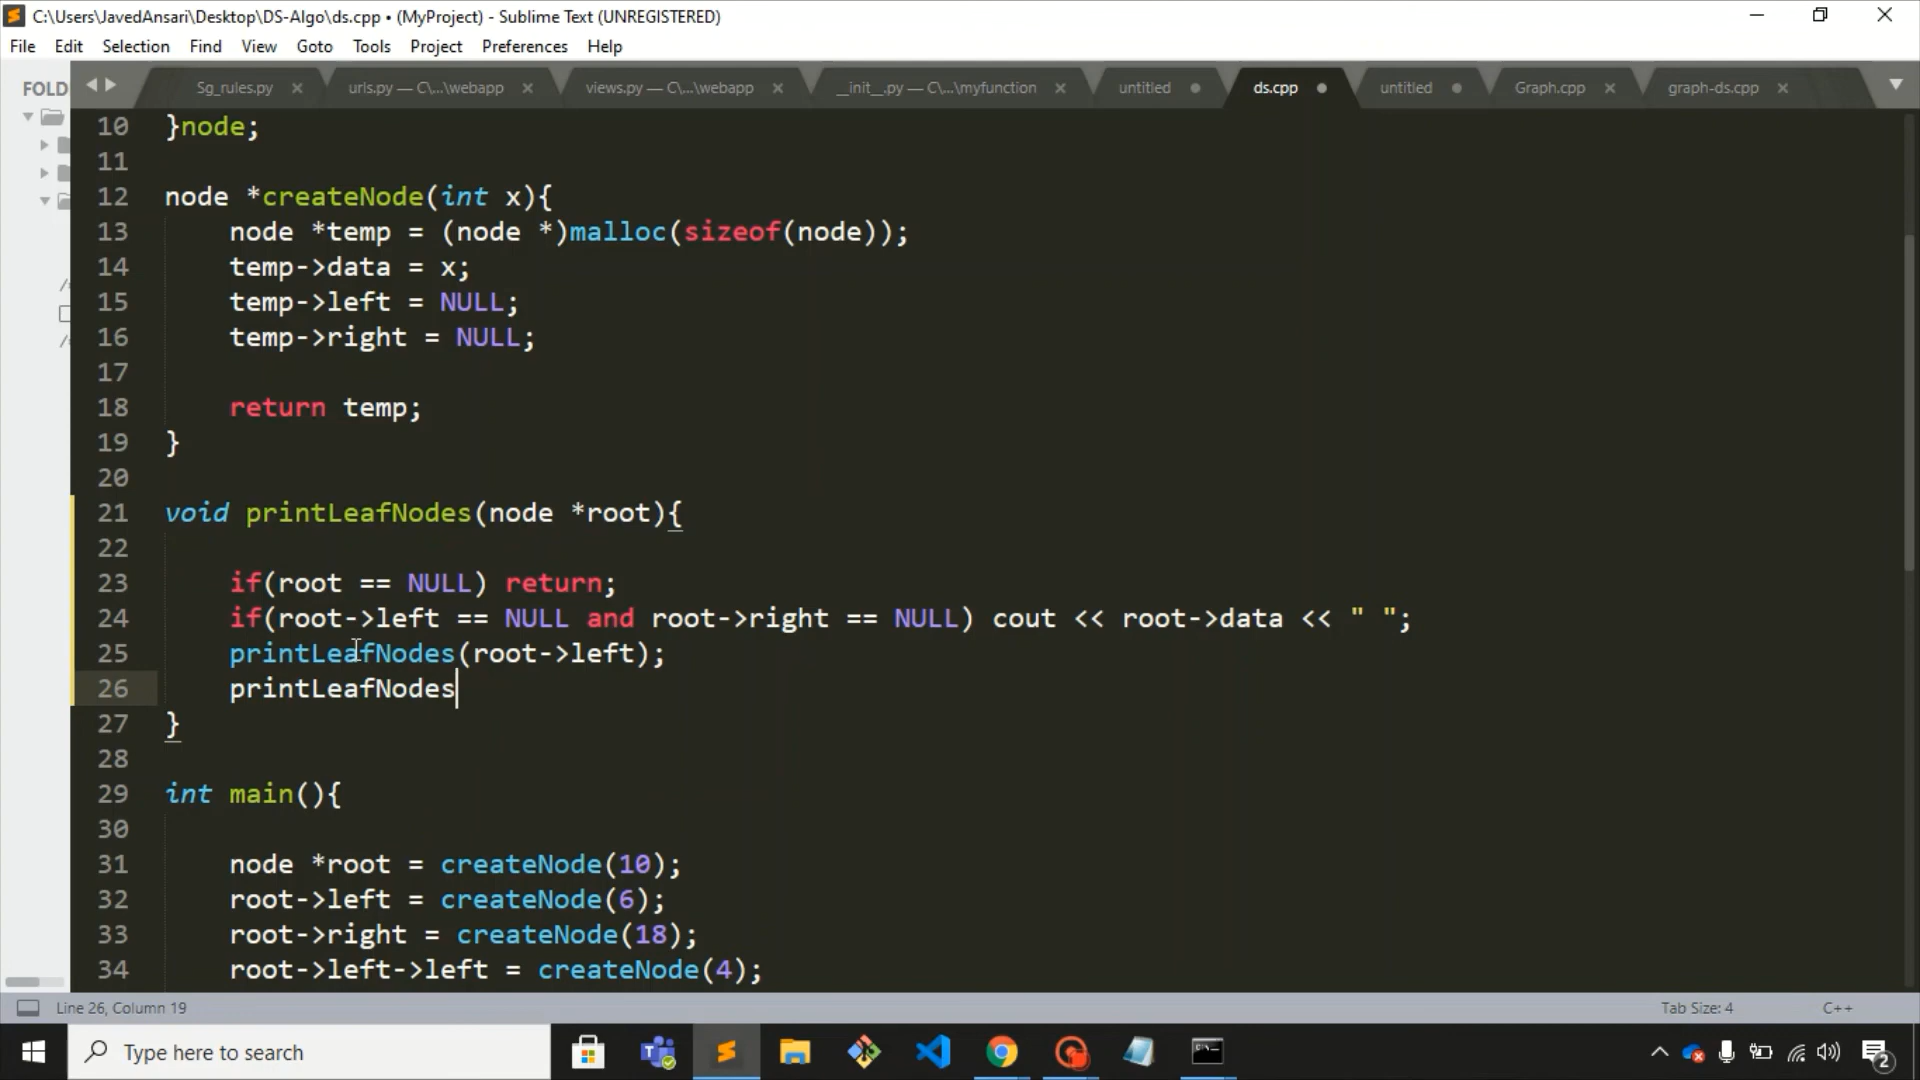 C:\Users\JavedAnsari\Desktop\DS-Algo\ds.cpp • (MyProject) - Sublime Text (UNREGISTERED)
File Edit Selection Find View Goto Tools Project Preferences Help
FOLD
Sg_rules.py urls.py — C\...\webapp views.py — C\...\webapp __init__.py — C\...\myfunction untitled ds.cpp untitled Graph.cpp graph-ds.cpp
10 }node;
11
12 node *createNode(int x){
13 node *temp = (node *)malloc(sizeof(node));
14 temp->data = x;
15 temp->left = NULL;
16 temp->right = NULL;
17
18 return temp;
19 }
20
21 void printLeafNodes(node *root){
22
23 if(root == NULL) return;
24 if(root->left == NULL and root->right == NULL) cout << root->data << " ";
25 printLeafNodes(root->left);
26 printLeafNodes
27 }
28
29 int main(){
30
31 node *root = createNode(10);
32 root->left = createNode(6);
33 root->right = createNode(18);
34 root->left->left = createNode(4);
Line 26, Column 19 Tab Size: 4 C++
Type here to search
2